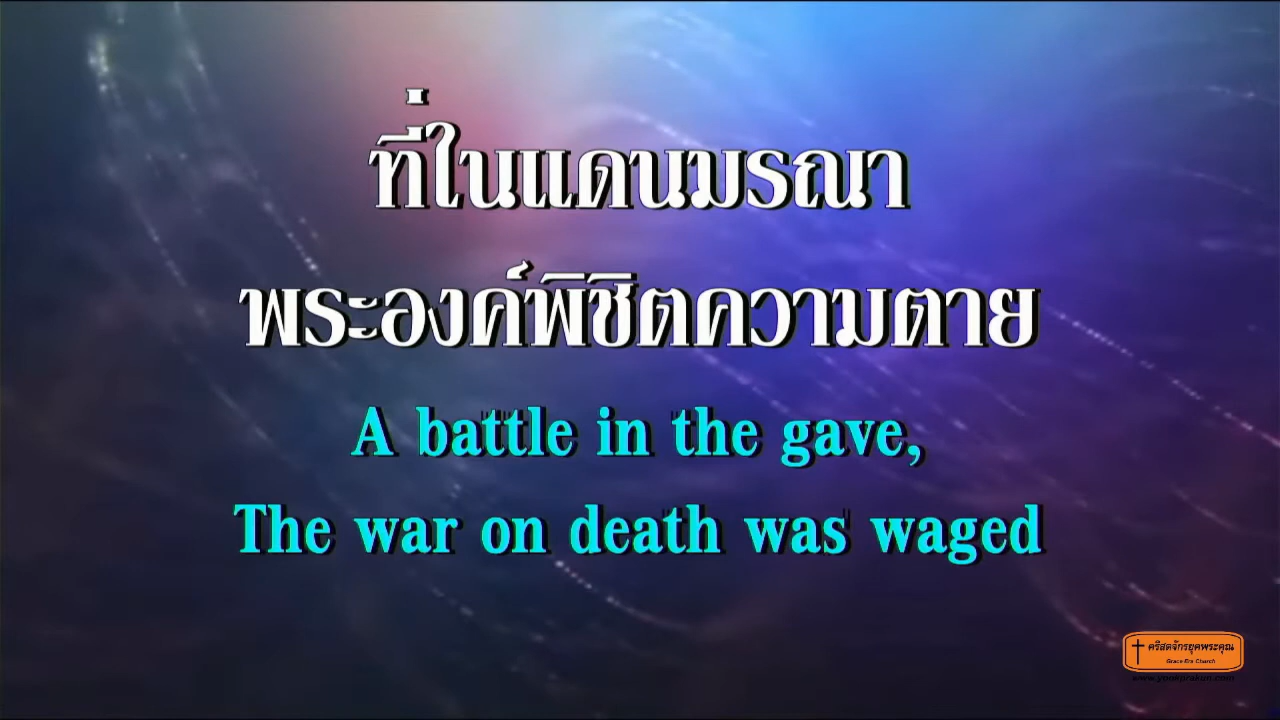 ที่ในแดนมรณา
พระองค์พิชิตความตาย
A battle in the gave,
The war on death was waged
คริสตจักรยุคพระคุณ
Grace Era Church
www.yookprakun.com